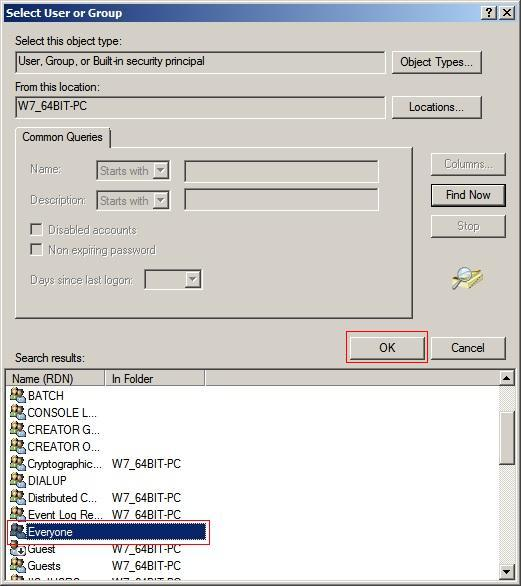 Select User or Group
Select this object type:
User, Group, or Built-in security principal
Object Types...
From this location:
W7_64BIT-PC
Locations...
Common Queries
Name:
Starts with
Columns...
Description:
Starts with
Find Now
Disabled accounts
Stop
Non expiring password
Days since last logon:
OK
Cancel
Search results:
Name (RDN) In Folder
BATCH
CONSOLE L...
CREATOR G...
CREATOR O...
Cryptographic... W7_64BIT-PC
DIALUP
Distributed C... W7_64BIT-PC
Event Log Re... W7_64BIT-PC
Everyone
Guest W7_64BIT-PC
Guests W7_64BIT-PC
W7_64BIT-PC